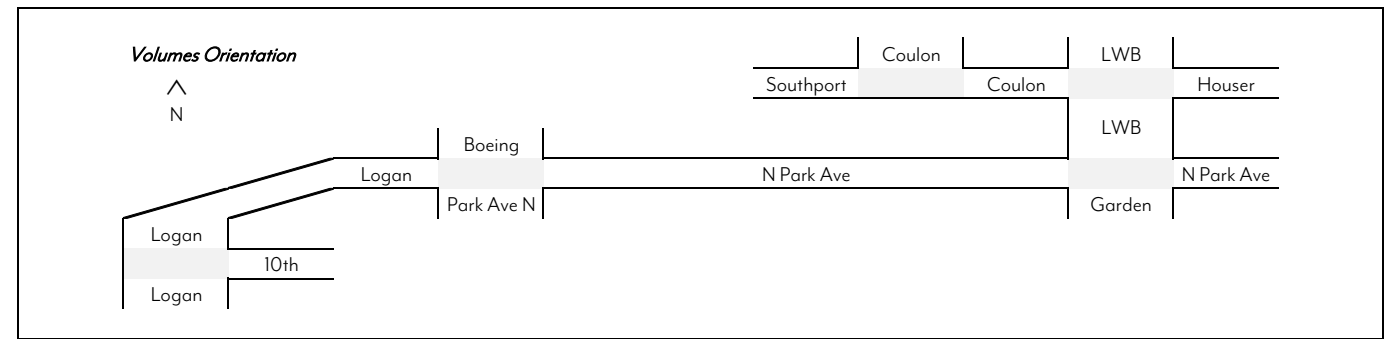 Volumes Orientation
N
Coulon
LWB
Southport
Coulon
Houser
LWB
Boeing
Logan
N Park Ave
N Park Ave
Park Ave N
Garden
Logan
10th
Logan